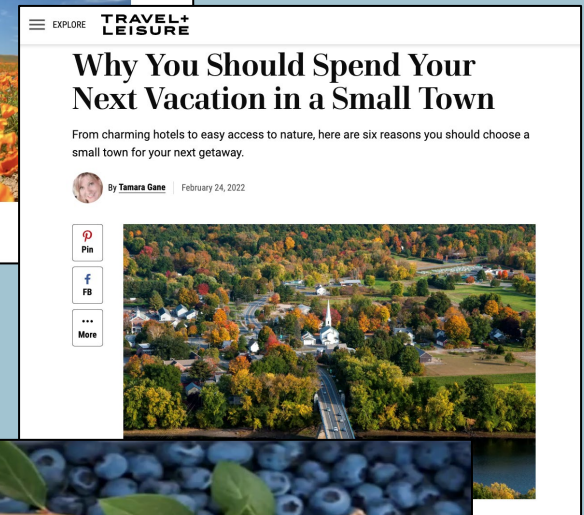 EXPLORE
TRAVEL+
LEISURE
Why You Should Spend Your
Next Vacation in a Small Town
From charming hotels to easy access to nature, here are six reasons you should choose a
small town for your next getaway.
By Tamara Gane
February 24, 2022
Pin
FB
More